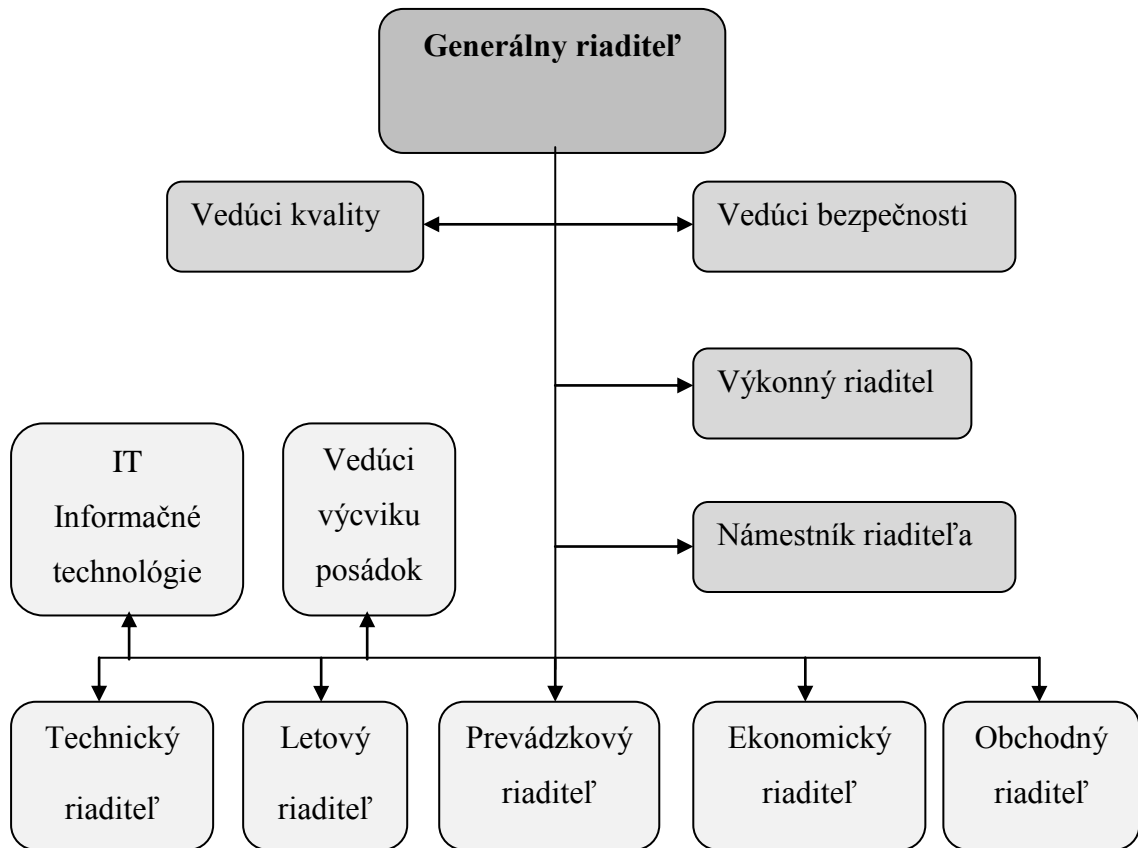 Generálny riaditeľ
Vedúci kvality
Vedúci bezpečnosti
Výkonný riaditel
IT
Informačné
technológie
Vedúci
výcviku
posádok
Námestník riaditeľa
Technický
riaditeľ
Letový
riaditeľ
Prevádzkový
riaditeľ
Ekonomický
riaditeľ
Obchodný
riaditeľ